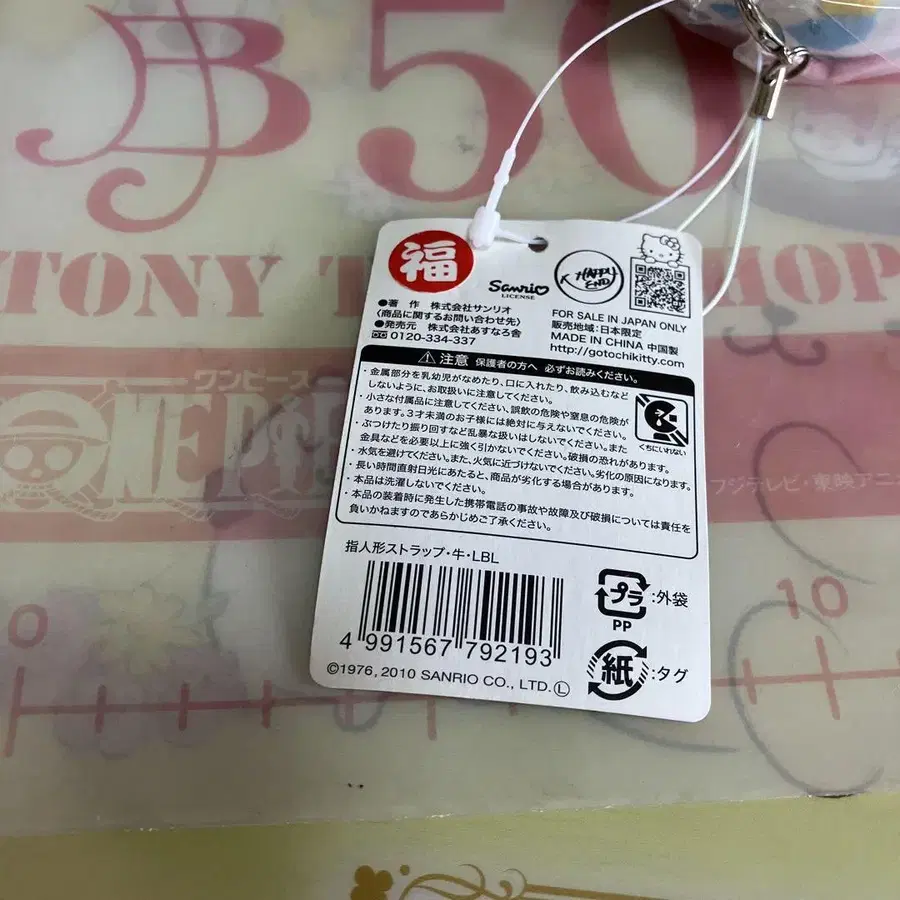 B 50
TONY T
HOP
ワンピース
ONE PIE
フジテレビ・東映アニ
0
10
福
Sanrio
LICENSE
HAPPY
END
●著 作 株式会社サンリオ
〈商品に関するお問い合わせ先〉
●発売元 株式会社あすなろ舎
0120-334-337
FOR SALE IN JAPAN ONLY
販売地域:日本限定
MADE IN CHINA 中国製
http://gotochikitty.com
注意 保護者の方へ 必ずお読みください。
・金属部分を乳幼児がなめたり、口に入れたり、飲み込むなど
しないように、お取扱いに注意してください。
・小さな付属品に注意してください、誤飲の危険や窒息の危険が
あります。3才未満のお子様には絶対に与えないでください。
・ぶつけたり振り回すなど乱暴な扱いはしないでください。また
金具などを必要以上に強く引かないでください。破損の恐れがあります。
・水気を避けてください。また、火気に近づけないでください。劣化の原因になります。
・長い時間直射日光にあたると、商品が劣化する場合があります。
・本品は洗濯しないでください。
・本品の装着時に発生した携帯電話の事故や故障及び破損については責任を
負いかねますのであらかじめご了承ください。
くちにいれない
指人形ストラップ・牛・LBL
4 991567 792193
©1976, 2010 SANRIO CO., LTD. Ⓛ
プラ :外袋
PP
紙 :タグ